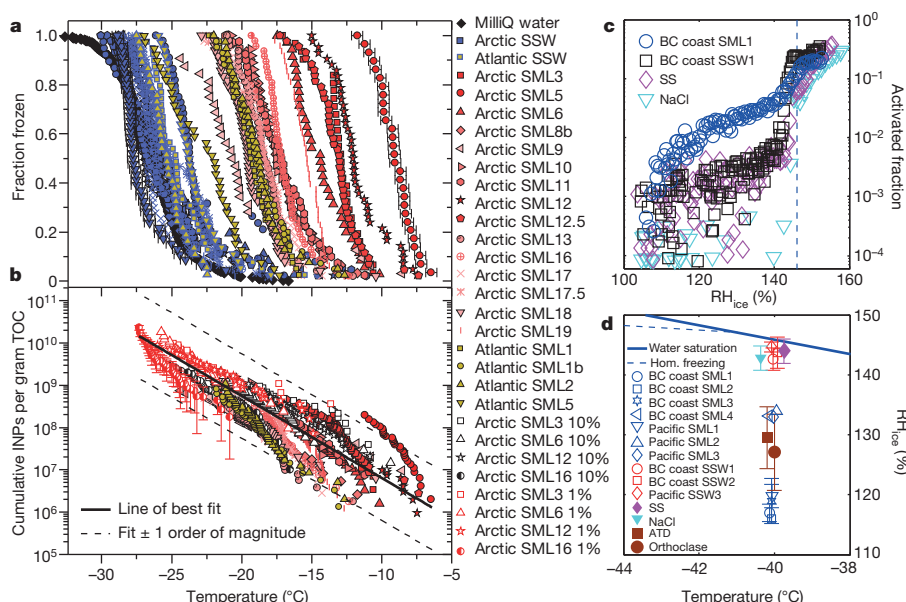 a
Fraction frozen
1.0
0.8
0.6
0.4
0.2
0
b
Cumulative INPs per gram TOC
10¹¹
10¹⁰
10⁹
10⁸
10⁷
10⁶
10⁵
Line of best fit
Fit ± 1 order of magnitude
−30
−25
−20
−15
−10
−5
Temperature (°C)
MilliQ water
Arctic SSW
Atlantic SSW
Arctic SML3
Arctic SML5
Arctic SML6
Arctic SML8b
Arctic SML9
Arctic SML10
Arctic SML11
Arctic SML12
Arctic SML12.5
Arctic SML13
Arctic SML16
Arctic SML17
Arctic SML17.5
Arctic SML18
Arctic SML19
Atlantic SML1
Atlantic SML1b
Atlantic SML2
Atlantic SML5
Arctic SML3 10%
Arctic SML6 10%
Arctic SML12 10%
Arctic SML16 10%
Arctic SML3 1%
Arctic SML6 1%
Arctic SML12 1%
Arctic SML16 1%
c
BC coast SML1
BC coast SSW1
SS
NaCl
10⁰
10⁻¹
10⁻²
10⁻³
10⁻⁴
Activated fraction
100
120
140
160
RHice (%)
d
Water saturation
Hom. freezing
BC coast SML1
BC coast SML2
BC coast SML3
BC coast SML4
Pacific SML1
Pacific SML2
Pacific SML3
BC coast SSW1
BC coast SSW2
Pacific SSW3
SS
NaCl
ATD
Orthoclase
150
140
130
120
110
RHice (%)
−44
−42
−40
−38
Temperature (°C)